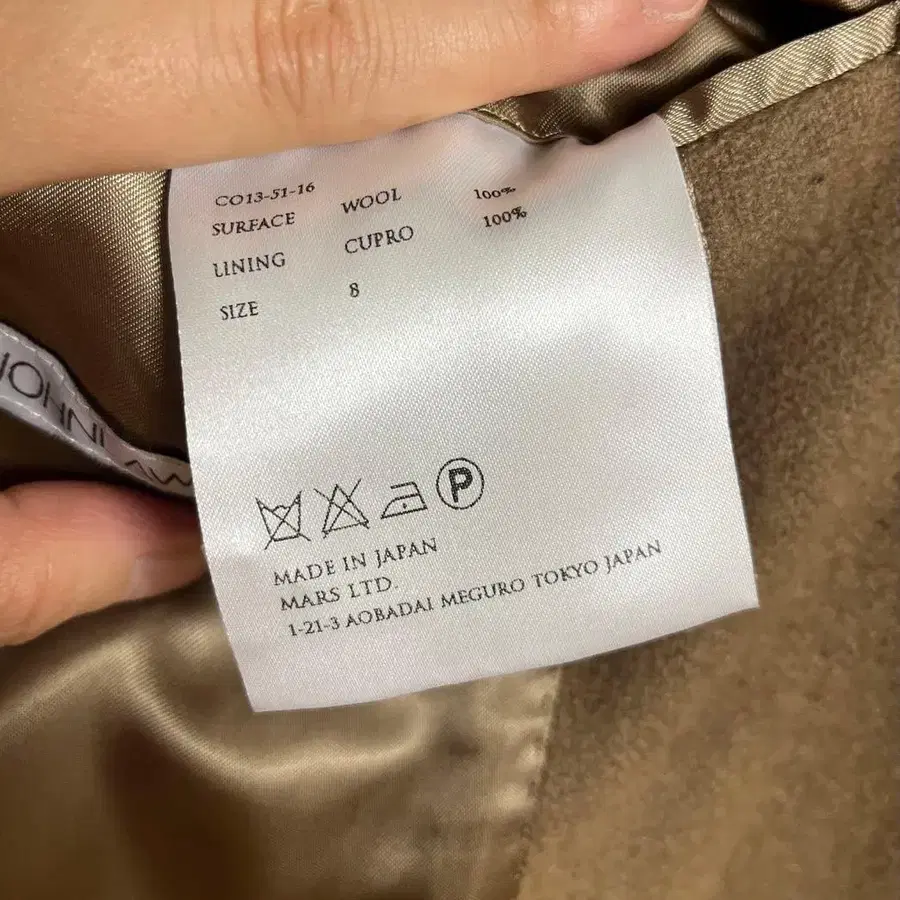 CO13-51-16
SURFACE WOOL 100%
LINING CUPRO 100%
SIZE 8
P
MADE IN JAPAN
MARS LTD.
1-21-3 AOBADAI MEGURO TOKYO JAPAN